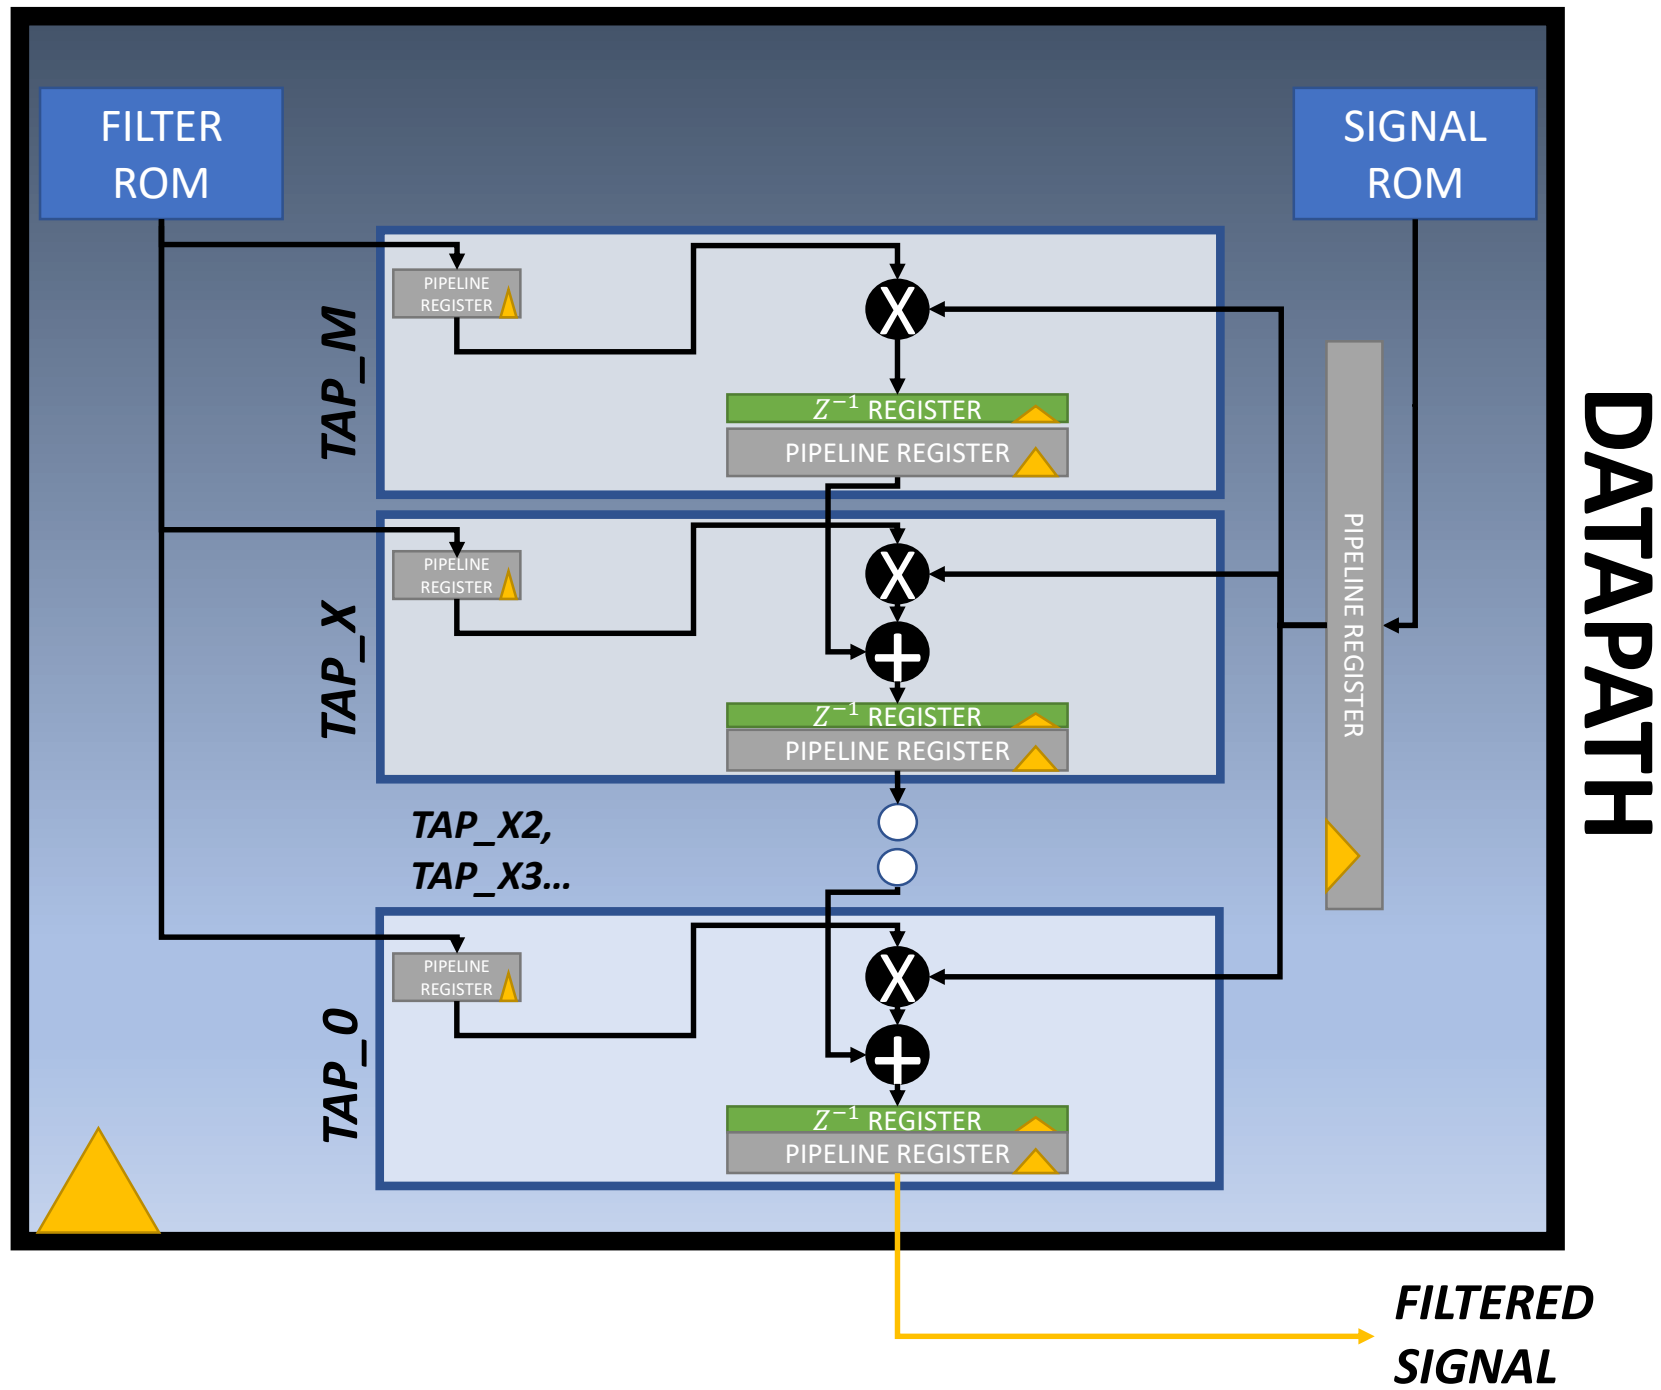 FILTER
ROM
SIGNAL
ROM
TAP_M
PIPELINE
REGISTER
X
Z⁻¹ REGISTER
PIPELINE REGISTER
DATAPATH
TAP_X
PIPELINE
REGISTER
X
+
Z⁻¹ REGISTER
PIPELINE REGISTER
PIPELINE REGISTER
TAP_X2,
TAP_X3...
TAP_0
PIPELINE
REGISTER
X
+
Z⁻¹ REGISTER
PIPELINE REGISTER
FILTERED
SIGNAL